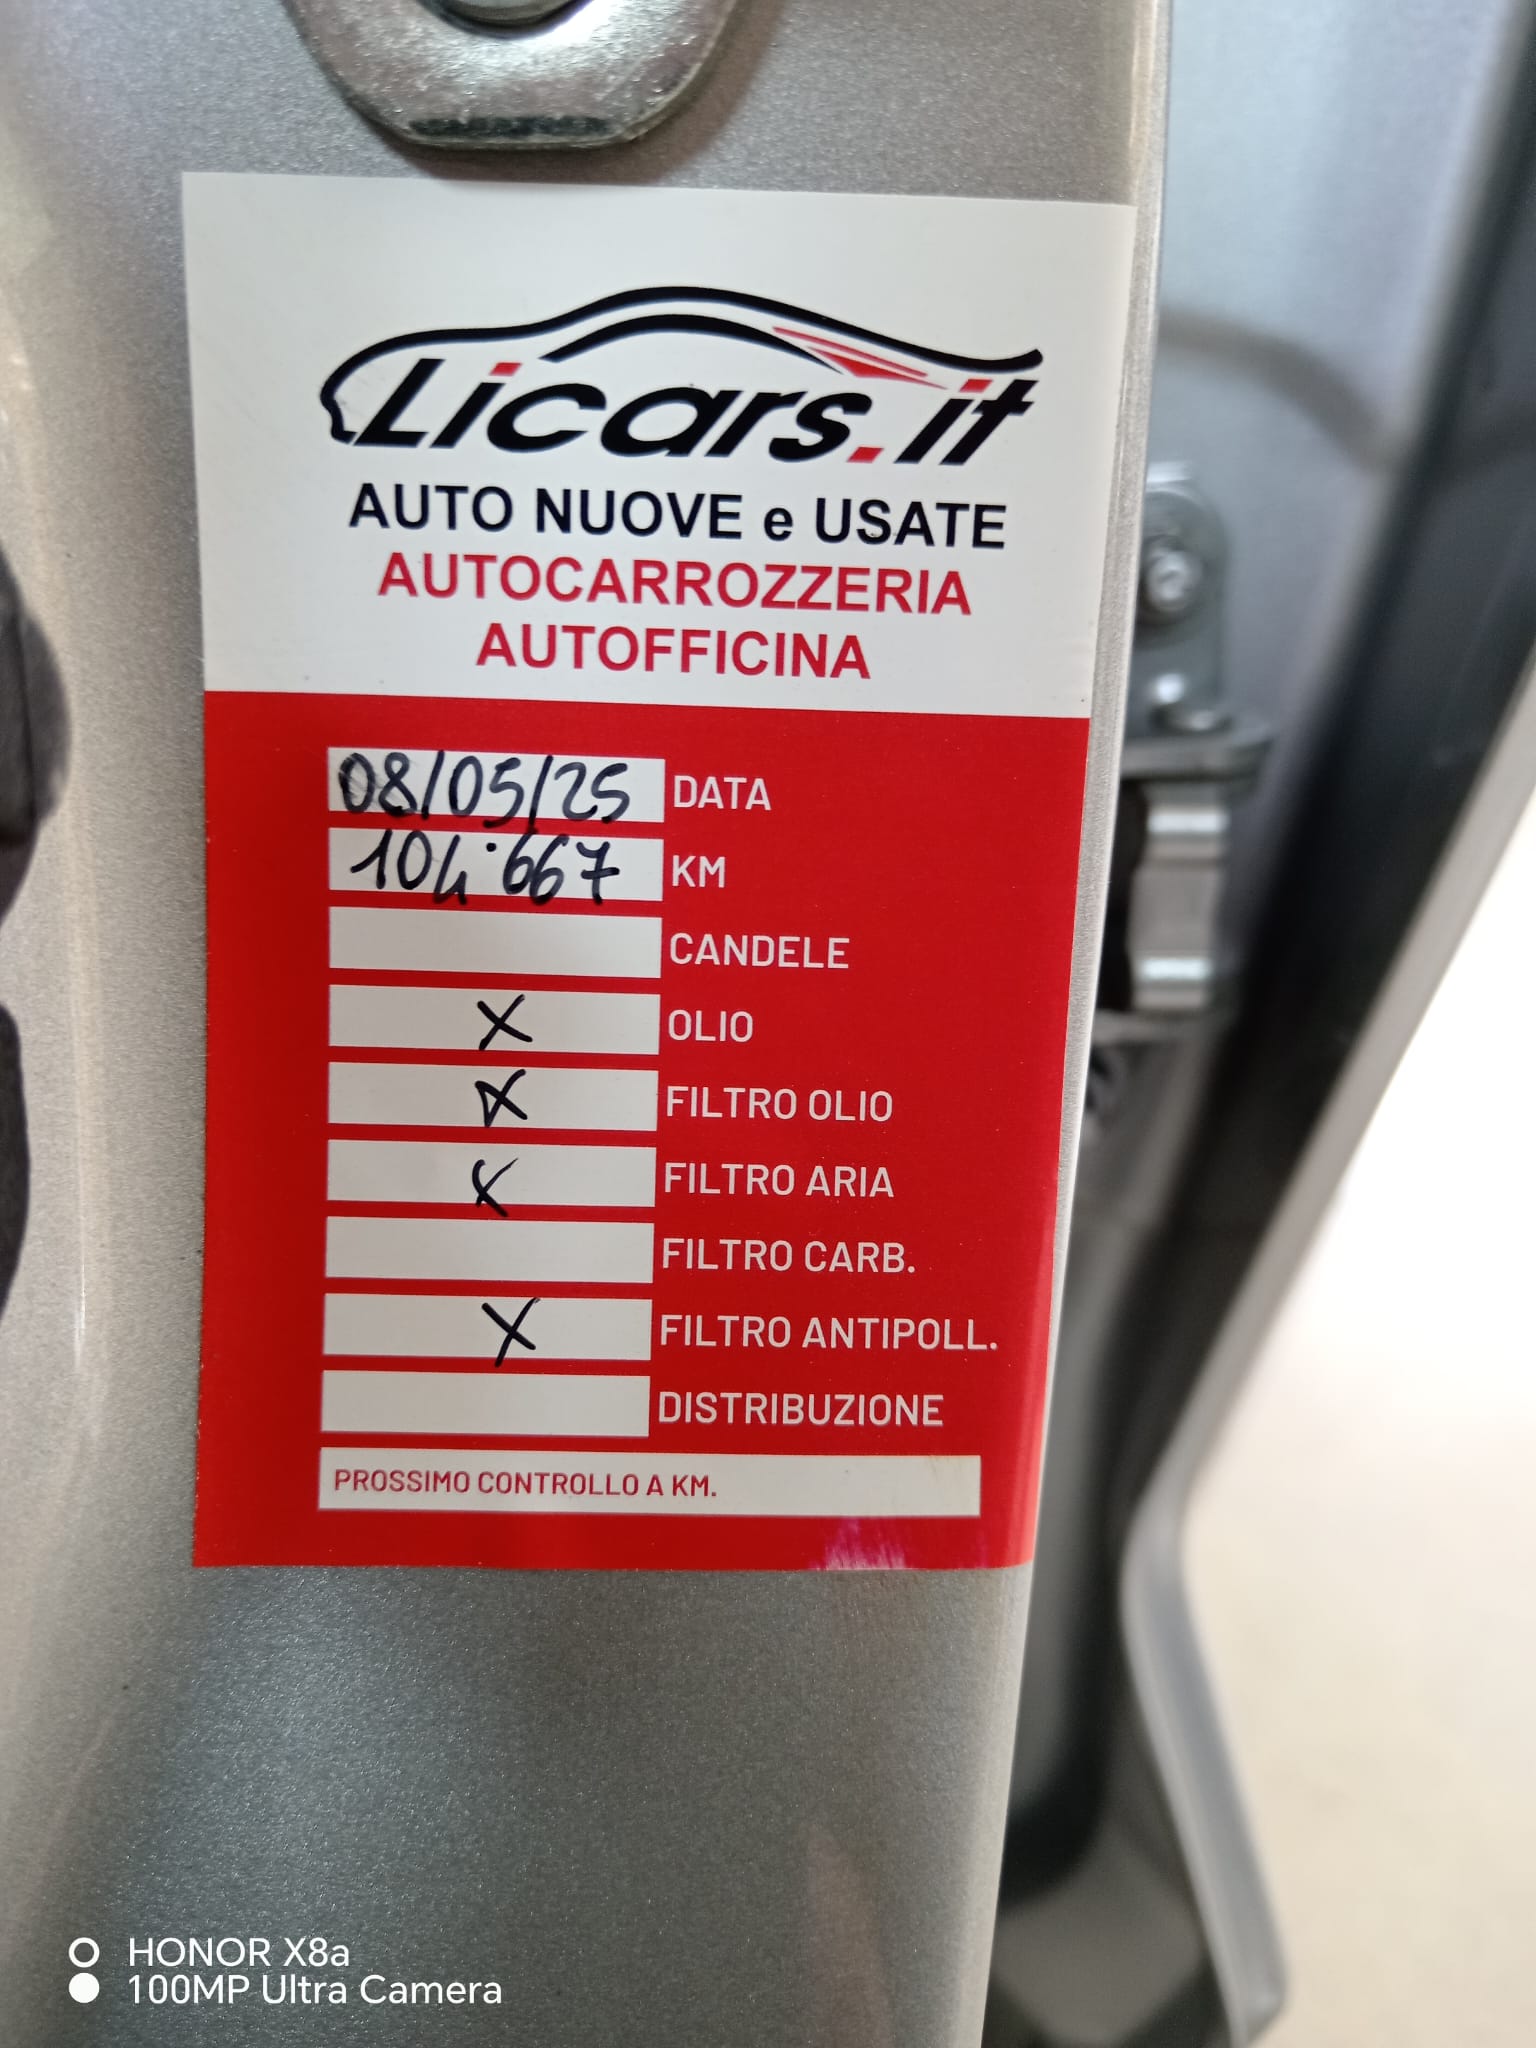 Licars.it
AUTO NUOVE e USATE
AUTOCARROZZERIA
AUTOFFICINA
08/05/25 DATA
104.667 KM
CANDELE
X OLIO
X FILTRO OLIO
X FILTRO ARIA
FILTRO CARB.
X FILTRO ANTIPOLL.
DISTRIBUZIONE
PROSSIMO CONTROLLO A KM.
HONOR X8a
100MP Ultra Camera